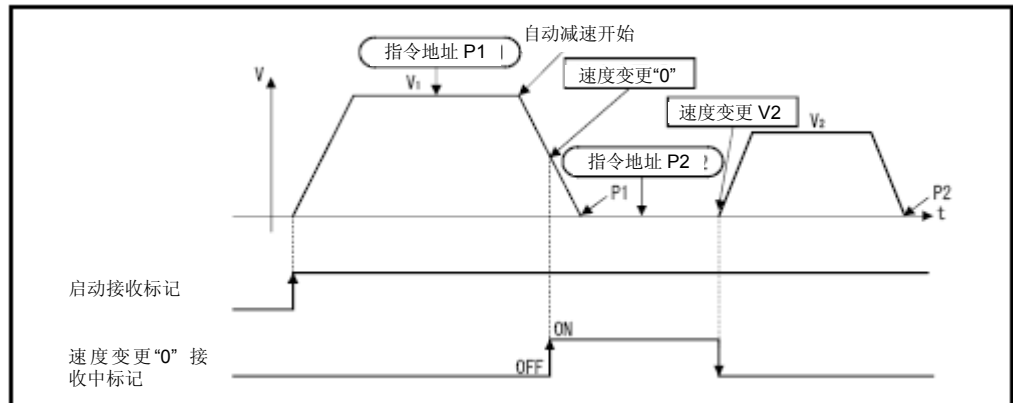 自动减速开始
指令地址 P1
速度变更“0”
V
V₁
速度变更 V2
V₂
指令地址 P2
P1
P2
t
启动接收标记
ON
速度变更“0” 接
收中标记
OFF